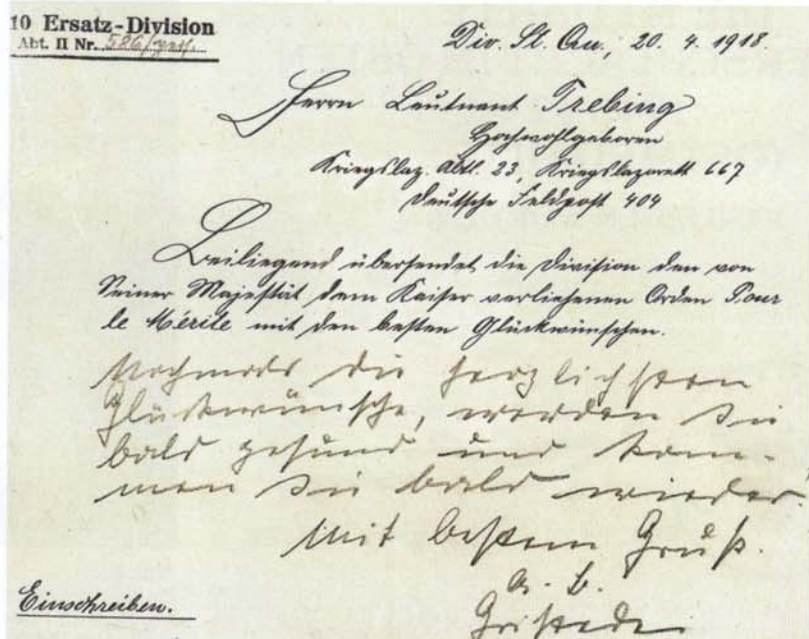 10 Ersatz-Division
Abt. II Nr. 586/pers.
Div. St. Qu., 20. 4. 1918.
Herrn Leutnant Trebing
Hochwohlgeboren
Kriegslaz. Abtl. 23, Kriegslazarett 667
Deutsche Feldpost 404
Beiliegend übersendet die Division den von
Seiner Majestät dem Kaiser verliehenen Orden Pour
le Mérite mit den besten Glückwünschen.
Nochmals die herzlichsten
Glückwünsche, werden Sie
bald gesund und kom-
men Sie bald wieder.
Mit bestem Gruß.
Einschreiben.